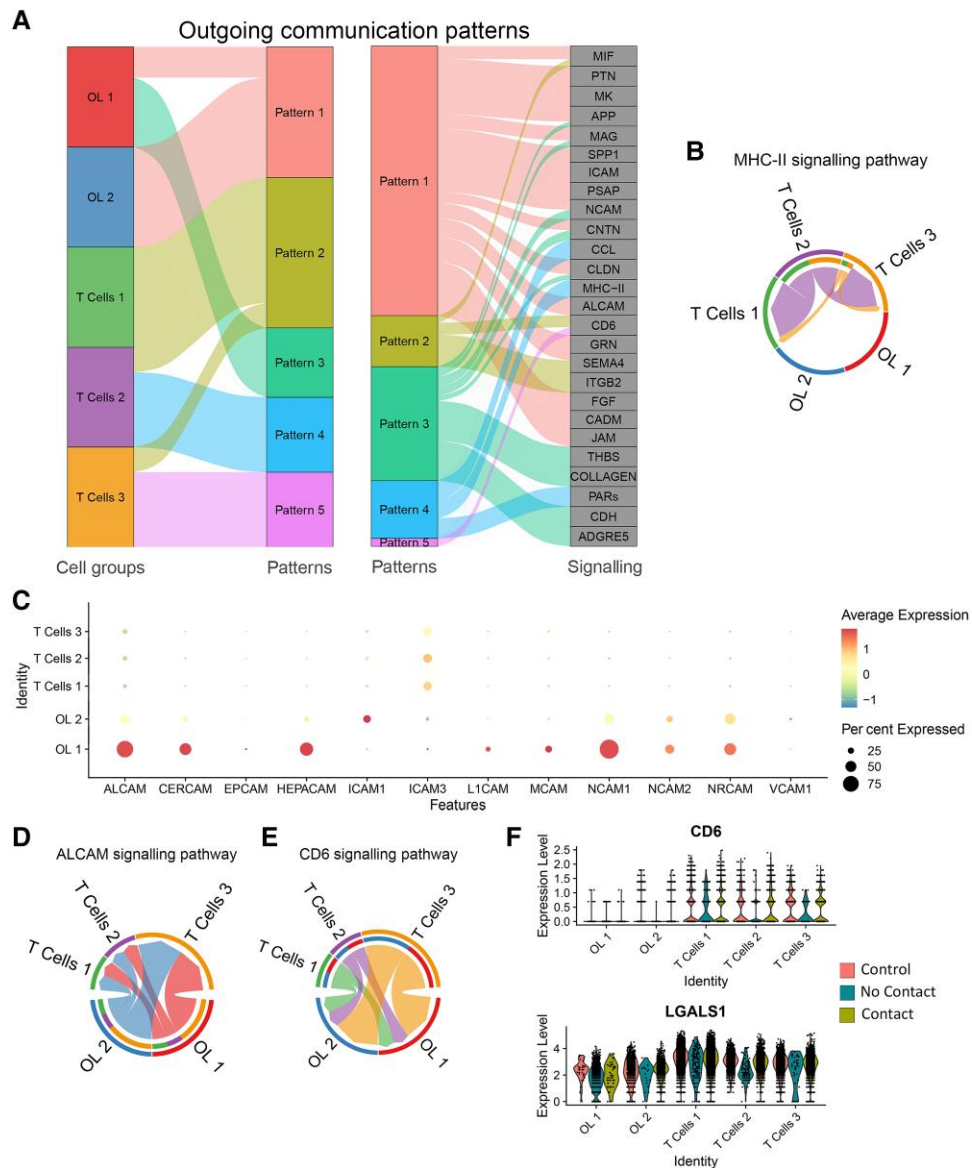 A
Outgoing communication patterns
OL 1
OL 2
T Cells 1
T Cells 2
T Cells 3
Cell groups
Pattern 1
Pattern 2
Pattern 3
Pattern 4
Pattern 5
Patterns
Pattern 1
Pattern 2
Pattern 3
Pattern 4
Pattern 5
Patterns
MIF
PTN
MK
APP
MAG
SPP1
ICAM
PSAP
NCAM
CNTN
CCL
CLDN
MHC−II
ALCAM
CD6
GRN
SEMA4
ITGB2
FGF
CADM
JAM
THBS
COLLAGEN
PARs
CDH
ADGRE5
Signalling
B
MHC-II signalling pathway
T Cells 2
T Cells 3
T Cells 1
OL 2
OL 1
C
Identity
T Cells 3
T Cells 2
T Cells 1
OL 2
OL 1
ALCAM CERCAM EPCAM HEPACAM ICAM1 ICAM3 L1CAM MCAM NCAM1 NCAM2 NRCAM VCAM1
Features
Average Expression
1
0
−1
Per cent Expressed
25
50
75
D
ALCAM signalling pathway
T Cells 2
T Cells 3
T Cells 1
OL 2
OL 1
E
CD6 signalling pathway
T Cells 2
T Cells 3
T Cells 1
OL 2
OL 1
F
CD6
Expression Level
2.5
2.0
1.5
1.0
0.5
0.0
OL 1 OL 2 T Cells 1 T Cells 2 T Cells 3
Identity
LGALS1
Expression Level
4
2
0
OL 1 OL 2 T Cells 1 T Cells 2 T Cells 3
Identity
Control
No Contact
Contact